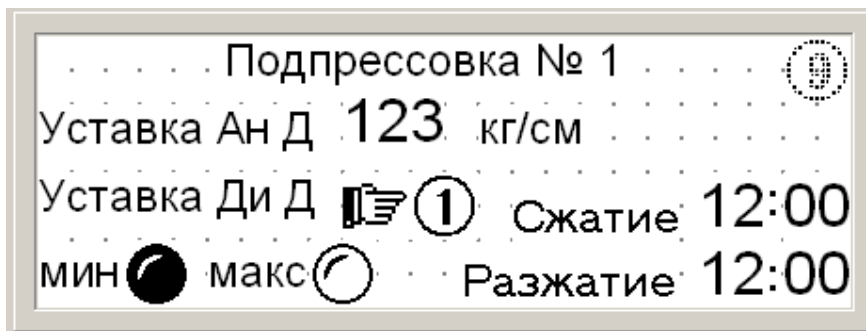 Подпрессовка № 1 9
Уставка Ан Д 123 кг/см
Уставка Ди Д 1 Сжатие 12:00
мин макс Разжатие 12:00